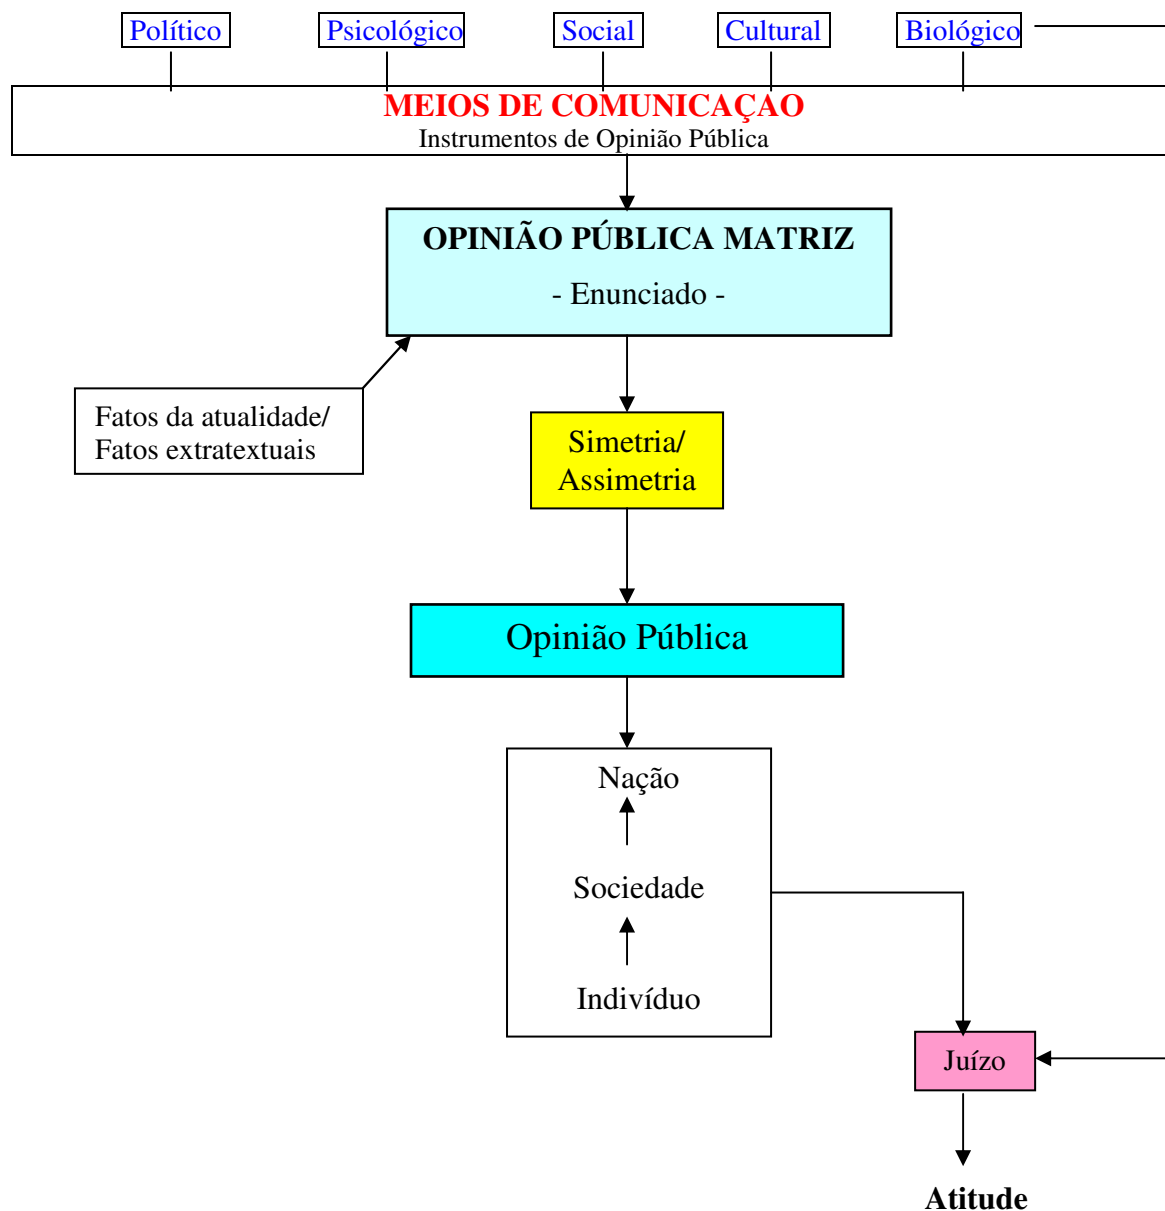 Político
Psicológico
Social
Cultural
Biológico
MEIOS DE COMUNICAÇAO
Instrumentos de Opinião Pública
OPINIÃO PÚBLICA MATRIZ
- Enunciado -
Fatos da atualidade/
Fatos extratextuais
Simetria/
Assimetria
Opinião Pública
Nação
Sociedade
Indivíduo
Juízo
Atitude